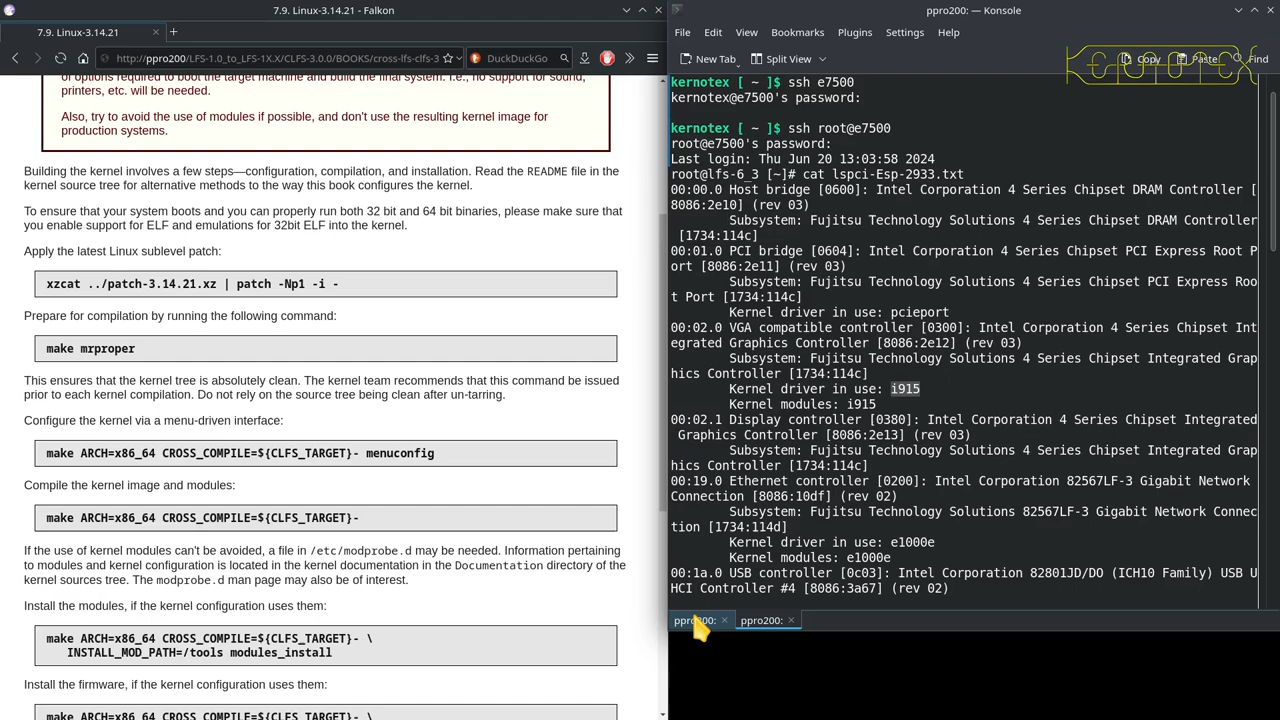 7.9. Linux-3.14.21 - Falkon
7.9. Linux-3.14.21
http://ppro200/LFS-1.0_to_LFS-1X.X/CLFS-3.0.0/BOOKS/cross-lfs-clfs-3
DuckDuckGo
of options required to boot the target machine and build the final system. I.e., no support for sound,
printers, etc. will be needed.
Also, try to avoid the use of modules if possible, and don't use the resulting kernel image for
production systems.
Building the kernel involves a few steps—configuration, compilation, and installation. Read the README file in the
kernel source tree for alternative methods to the way this book configures the kernel.
To ensure that your system boots and you can properly run both 32 bit and 64 bit binaries, please make sure that
you enable support for ELF and emulations for 32bit ELF into the kernel.
Apply the latest Linux sublevel patch:
xzcat ../patch-3.14.21.xz | patch -Np1 -i -
Prepare for compilation by running the following command:
make mrproper
This ensures that the kernel tree is absolutely clean. The kernel team recommends that this command be issued
prior to each kernel compilation. Do not rely on the source tree being clean after un-tarring.
Configure the kernel via a menu-driven interface:
make ARCH=x86_64 CROSS_COMPILE=${CLFS_TARGET}- menuconfig
Compile the kernel image and modules:
make ARCH=x86_64 CROSS_COMPILE=${CLFS_TARGET}-
If the use of kernel modules can't be avoided, a file in /etc/modprobe.d may be needed. Information pertaining
to modules and kernel configuration is located in the kernel documentation in the Documentation directory of the
kernel sources tree. The modprobe.d man page may also be of interest.
Install the modules, if the kernel configuration uses them:
make ARCH=x86_64 CROSS_COMPILE=${CLFS_TARGET}- \
INSTALL_MOD_PATH=/tools modules_install
Install the firmware, if the kernel configuration uses them:
make ARCH=x86_64 CROSS_COMPILE=${CLFS_TARGET}- \
ppro200: — Konsole
File Edit View Bookmarks Plugins Settings Help
New Tab Split View Copy Paste Find
kernotex
kernotex [ ~ ]$ ssh e7500
kernotex@e7500's password:
kernotex [ ~ ]$ ssh root@e7500
root@e7500's password:
Last login: Thu Jun 20 13:03:58 2024
root@lfs-6_3 [~]# cat lspci-Esp-2933.txt
00:00.0 Host bridge [0600]: Intel Corporation 4 Series Chipset DRAM Controller [
8086:2e10] (rev 03)
Subsystem: Fujitsu Technology Solutions 4 Series Chipset DRAM Controller
[1734:114c]
00:01.0 PCI bridge [0604]: Intel Corporation 4 Series Chipset PCI Express Root P
ort [8086:2e11] (rev 03)
Subsystem: Fujitsu Technology Solutions 4 Series Chipset PCI Express Roo
t Port [1734:114c]
Kernel driver in use: pcieport
00:02.0 VGA compatible controller [0300]: Intel Corporation 4 Series Chipset Int
egrated Graphics Controller [8086:2e12] (rev 03)
Subsystem: Fujitsu Technology Solutions 4 Series Chipset Integrated Grap
hics Controller [1734:114c]
Kernel driver in use: i915
Kernel modules: i915
00:02.1 Display controller [0380]: Intel Corporation 4 Series Chipset Integrated
Graphics Controller [8086:2e13] (rev 03)
Subsystem: Fujitsu Technology Solutions 4 Series Chipset Integrated Grap
hics Controller [1734:114c]
00:19.0 Ethernet controller [0200]: Intel Corporation 82567LF-3 Gigabit Network
Connection [8086:10df] (rev 02)
Subsystem: Fujitsu Technology Solutions 82567LF-3 Gigabit Network Connec
tion [1734:114d]
Kernel driver in use: e1000e
Kernel modules: e1000e
00:1a.0 USB controller [0c03]: Intel Corporation 82801JD/DO (ICH10 Family) USB U
HCI Controller #4 [8086:3a67] (rev 02)
ppro200: ppro200: